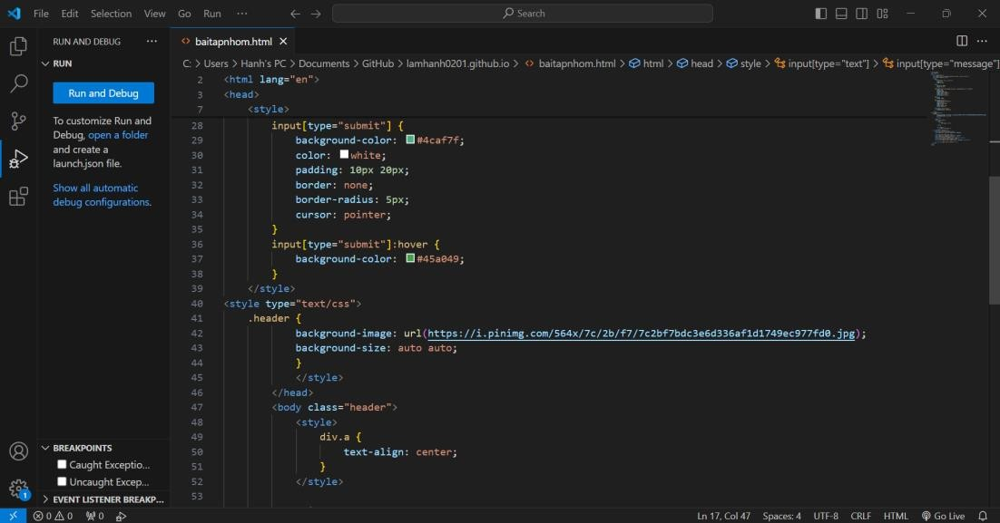 File Edit Selection View Go Run ··· Search
RUN AND DEBUG ···
RUN
Run and Debug
To customize Run and
Debug, open a folder
and create a
launch.json file.
Show all automatic
debug configurations.
BREAKPOINTS
Caught Exceptio...
Uncaught Excep...
EVENT LISTENER BREAKP...
1
baitapnhom.html
C: > Users > Hanh's PC > Documents > GitHub > lamhanh0201.github.io > baitapnhom.html > html > head > style > input[type="text"] > input[type="message"]
2 <html lang="en">
3 <head>
7 <style>
28 input[type="submit"] {
29 background-color: #4caf7f;
30 color: white;
31 padding: 10px 20px;
32 border: none;
33 border-radius: 5px;
34 cursor: pointer;
35 }
36 input[type="submit"]:hover {
37 background-color: #45a049;
38 }
39 </style>
40 <style type="text/css">
41 .header {
42 background-image: url(https://i.pinimg.com/564x/7c/2b/f7/7c2bf7bdc3e6d336af1d1749ec977fd0.jpg);
43 background-size: auto auto;
44 }
45 </style>
46 </head>
47 <body class="header">
48 <style>
49 div.a {
50 text-align: center;
51 }
52 </style>
53
0 0 0 Ln 17, Col 47 Spaces: 4 UTF-8 CRLF HTML Go Live